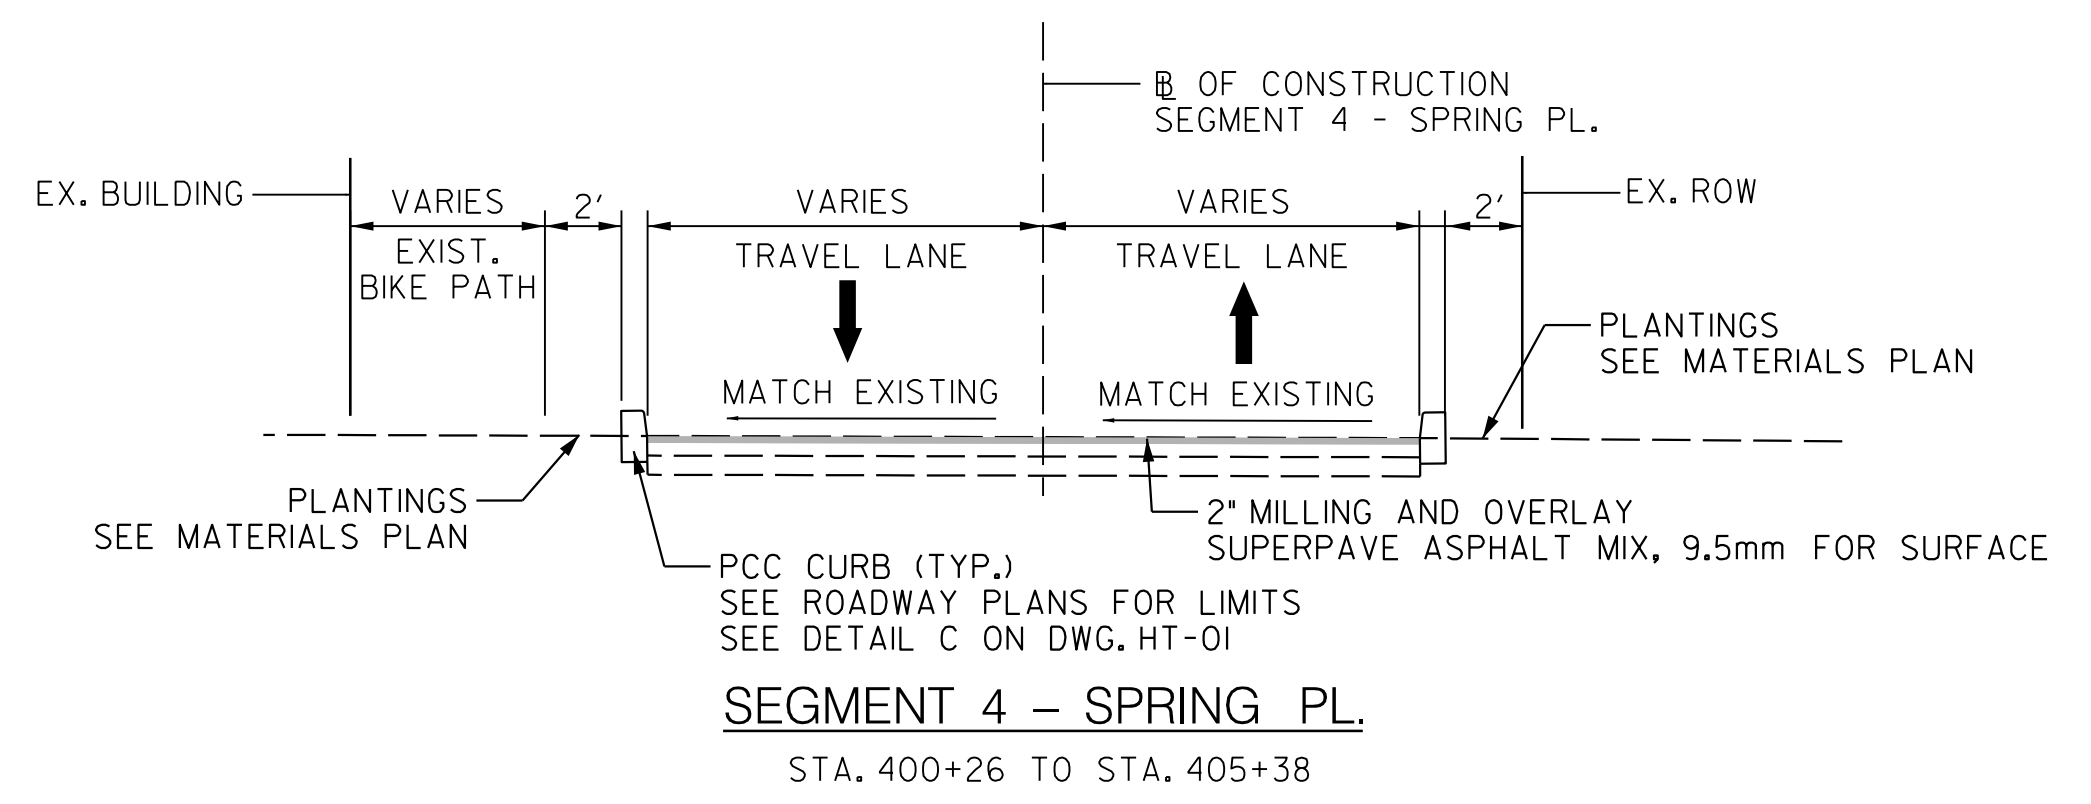 ℄ OF CONSTRUCTION
SEGMENT 4 - SPRING PL.
EX. BUILDING
VARIES
2'
VARIES
VARIES
2'
EX. ROW
EXIST.
BIKE PATH
TRAVEL LANE
TRAVEL LANE
PLANTINGS
SEE MATERIALS PLAN
MATCH EXISTING
MATCH EXISTING
PLANTINGS
SEE MATERIALS PLAN
2" MILLING AND OVERLAY
SUPERPAVE ASPHALT MIX, 9.5mm FOR SURFACE
PCC CURB (TYP.)
SEE ROADWAY PLANS FOR LIMITS
SEE DETAIL C ON DWG. HT-01
SEGMENT 4 – SPRING PL.
STA. 400+26 TO STA. 405+38